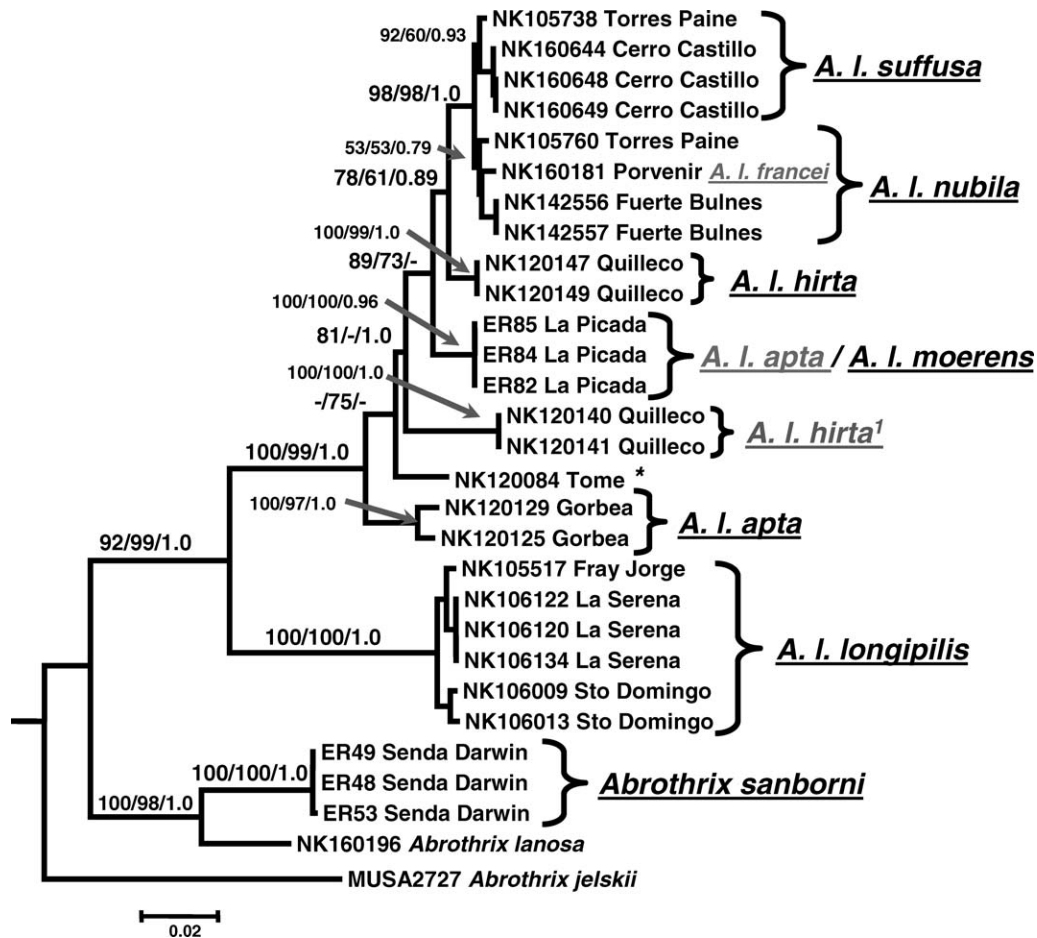 NK105738 Torres Paine
92/60/0.93
NK160644 Cerro Castillo
A. l. suffusa
NK160648 Cerro Castillo
98/98/1.0
NK160649 Cerro Castillo
NK105760 Torres Paine
53/53/0.79
NK160181 Porvenir A. l. francei
A. l. nubila
78/61/0.89
NK142556 Fuerte Bulnes
NK142557 Fuerte Bulnes
100/99/1.0
NK120147 Quilleco
89/73/-
A. l. hirta
NK120149 Quilleco
100/100/0.96
ER85 La Picada
81/-/1.0
ER84 La Picada
A. l. apta / A. l. moerens
100/100/1.0
ER82 La Picada
-/75/-
NK120140 Quilleco
A. l. hirta¹
NK120141 Quilleco
100/99/1.0
NK120084 Tome *
100/97/1.0
NK120129 Gorbea
A. l. apta
NK120125 Gorbea
92/99/1.0
NK105517 Fray Jorge
NK106122 La Serena
NK106120 La Serena
100/100/1.0
A. l. longipilis
NK106134 La Serena
NK106009 Sto Domingo
NK106013 Sto Domingo
ER49 Senda Darwin
100/100/1.0
ER48 Senda Darwin
Abrothrix sanborni
100/98/1.0
ER53 Senda Darwin
NK160196 Abrothrix lanosa
MUSA2727 Abrothrix jelskii
0.02